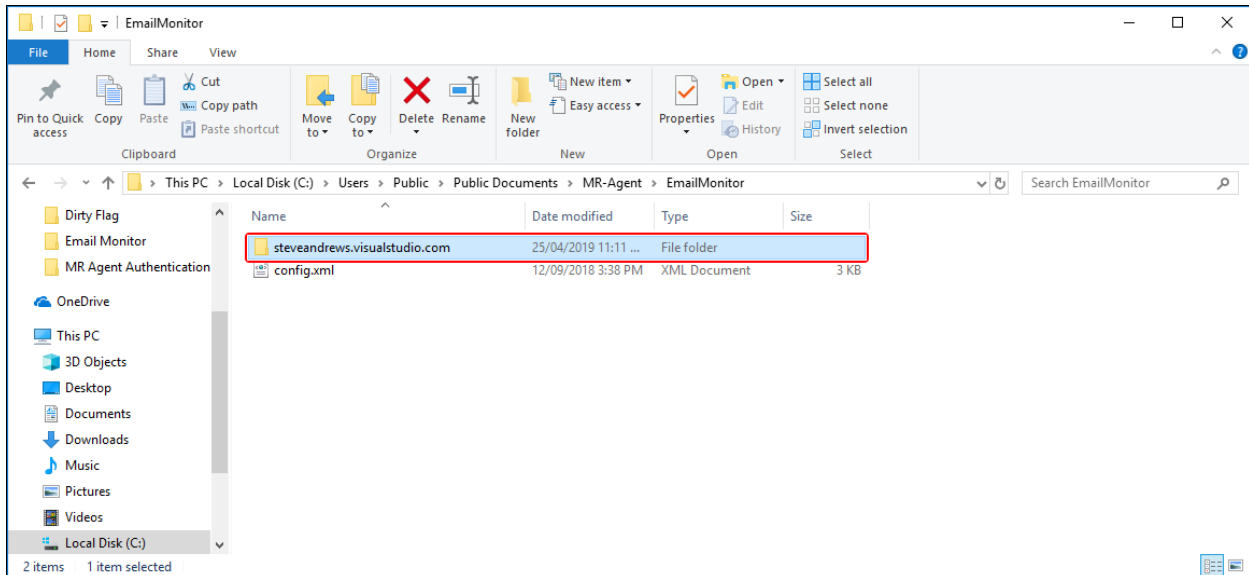 EmailMonitor
File Home Share View
Pin to Quick access
Copy
Paste
Cut
Copy path
Paste shortcut
Clipboard
Move to
Copy to
Delete
Rename
Organize
New folder
New item
Easy access
New
Properties
Open
Edit
History
Open
Select all
Select none
Invert selection
Select
This PC > Local Disk (C:) > Users > Public > Public Documents > MR-Agent > EmailMonitor
Search EmailMonitor
Dirty Flag
Email Monitor
MR Agent Authentication
OneDrive
This PC
3D Objects
Desktop
Documents
Downloads
Music
Pictures
Videos
Local Disk (C:)
Name Date modified Type Size
steveandrews.visualstudio.com 25/04/2019 11:11 ... File folder
config.xml 12/09/2018 3:38 PM XML Document 3 KB
2 items 1 item selected